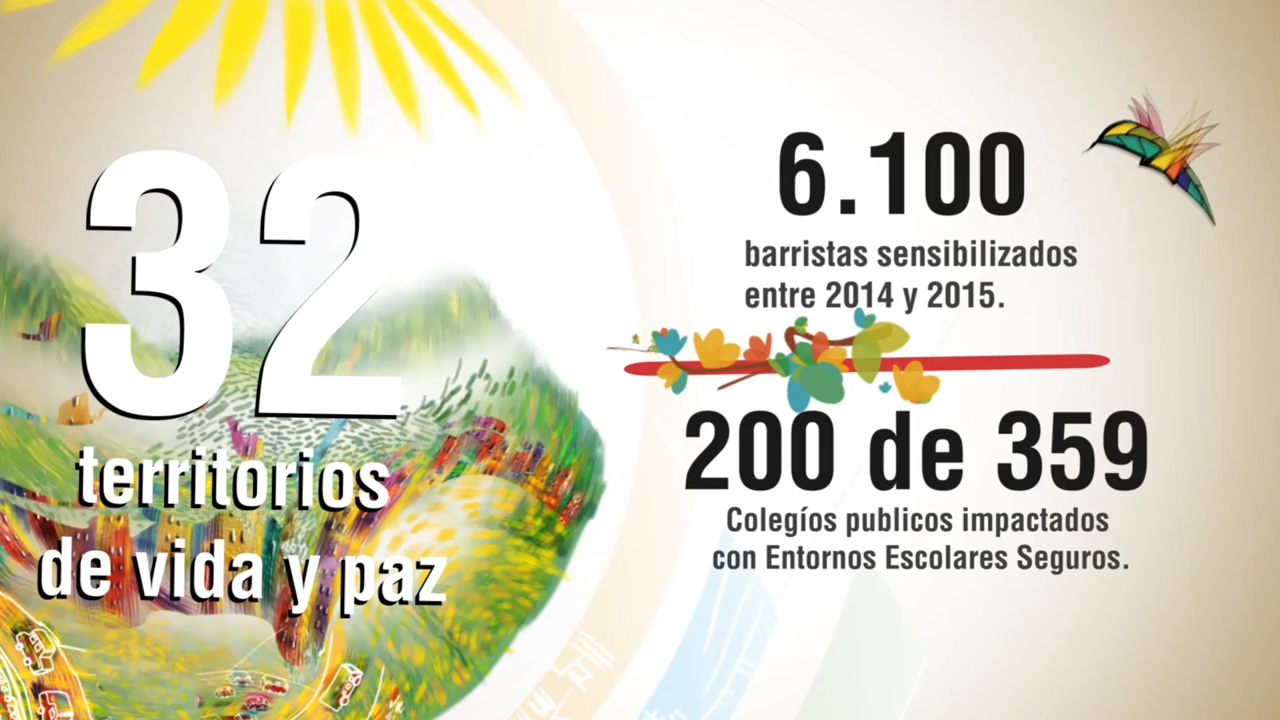 32
territorios
de vida y paz
6.100
barristas sensibilizados
entre 2014 y 2015.
200 de 359
Colegíos publicos impactados
con Entornos Escolares Seguros.